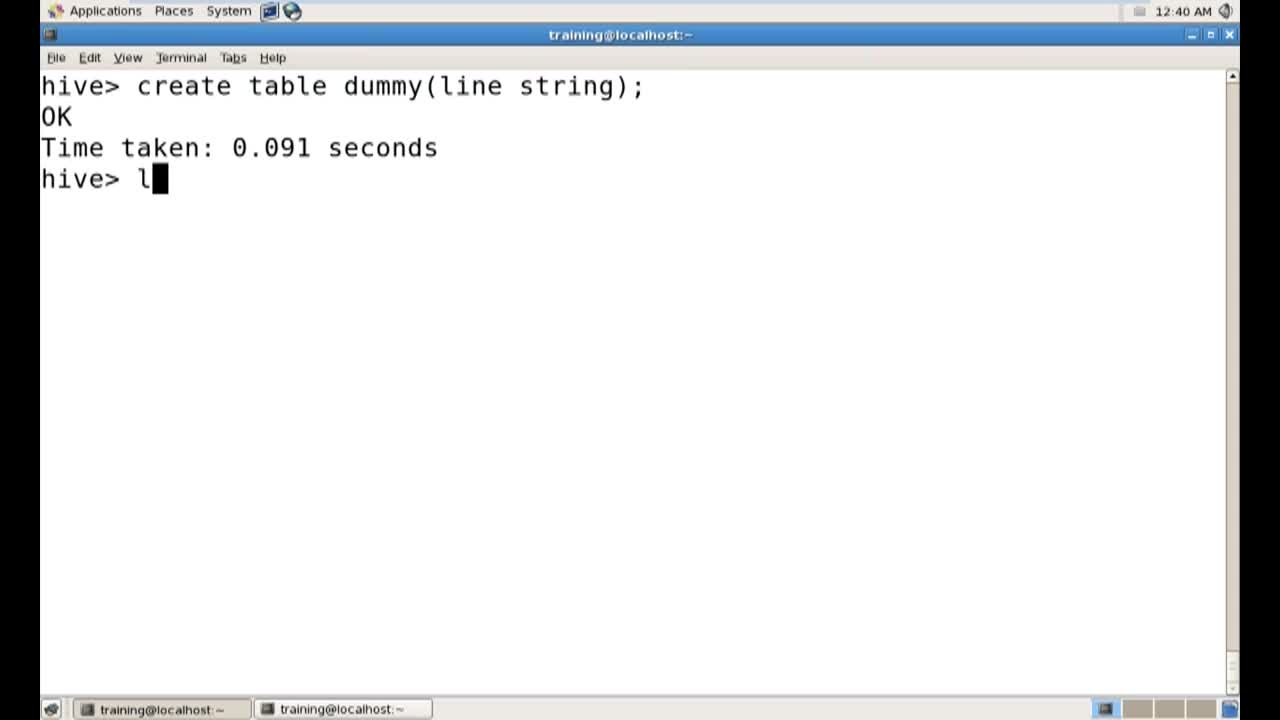 Applications Places System 12:40 AM
training@localhost:~
File Edit View Terminal Tabs Help
hive> create table dummy(line string);
OK
Time taken: 0.091 seconds
hive> l
training@localhost:~ training@localhost:~